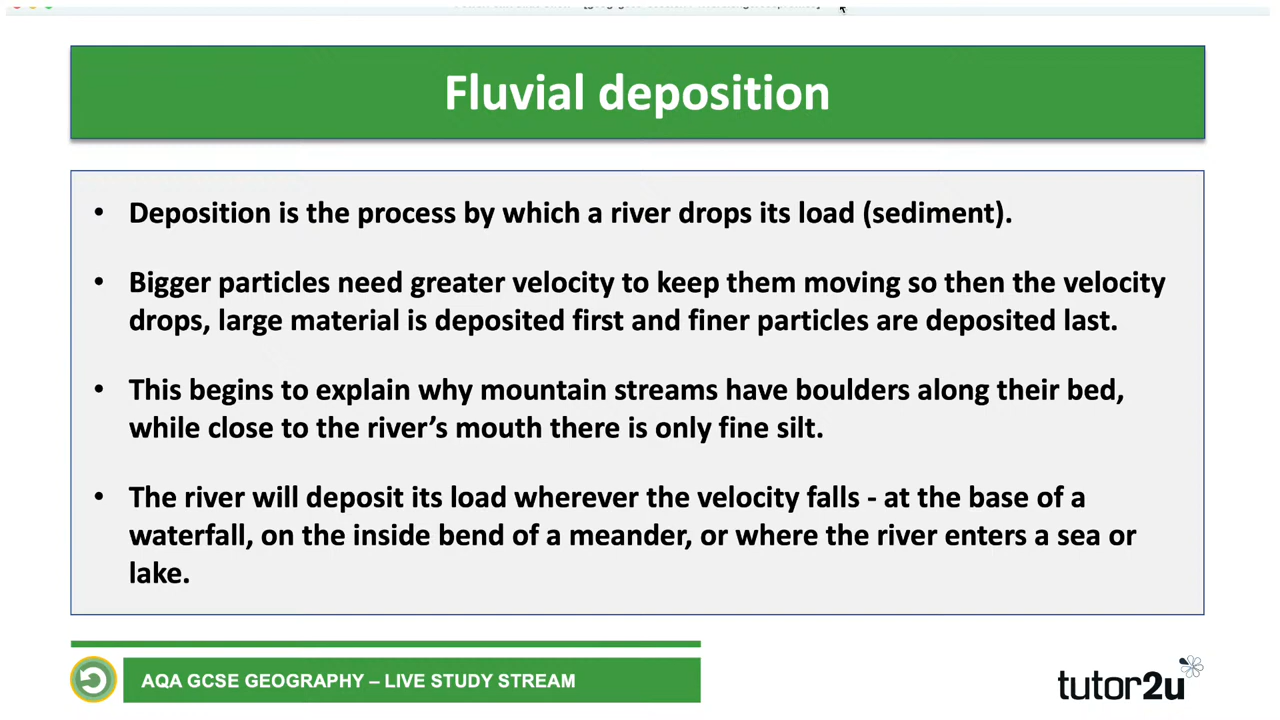 Fluvial deposition
• Deposition is the process by which a river drops its load (sediment).
• Bigger particles need greater velocity to keep them moving so then the velocity
drops, large material is deposited first and finer particles are deposited last.
• This begins to explain why mountain streams have boulders along their bed,
while close to the river’s mouth there is only fine silt.
• The river will deposit its load wherever the velocity falls - at the base of a
waterfall, on the inside bend of a meander, or where the river enters a sea or
lake.
AQA GCSE GEOGRAPHY – LIVE STUDY STREAM
tutor2u